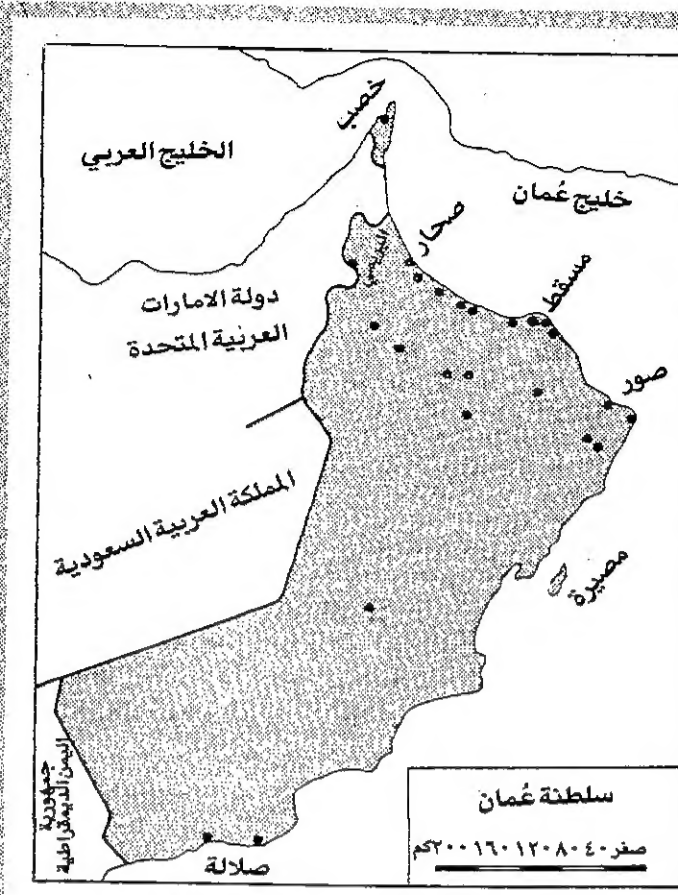 خصب
الخليج العربي
خليج عُمان
صحار
البريمي
مسقط
دولة الامارات
العربية المتحدة
صور
المملكة العربية السعودية
مصيرة
جمهورية
اليمن الديمقراطية
صلالة
سلطنة عُمان
صفر ٤٠ ٨٠ ١٢٠ ١٦٠ ٢٠٠كم